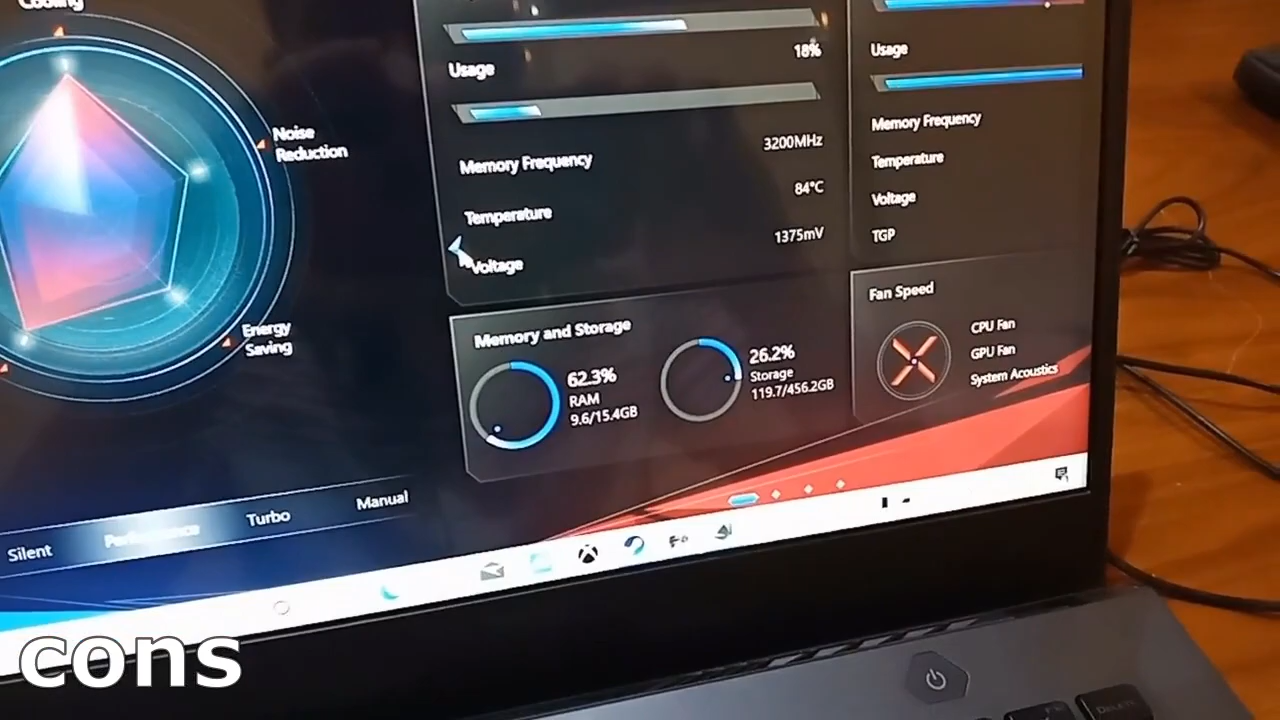 Cooling
Noise
Reduction
Energy
Saving
Silent
Performance
Turbo
Manual
18%
Usage
3200MHz
Memory Frequency
84°C
Temperature
1375mV
Voltage
Memory and Storage
62.3%
RAM
9.6/15.4GB
26.2%
Storage
119.7/456.2GB
Usage
Memory Frequency
Temperature
Voltage
TGP
Fan Speed
CPU Fan
GPU Fan
System Acoustics
cons